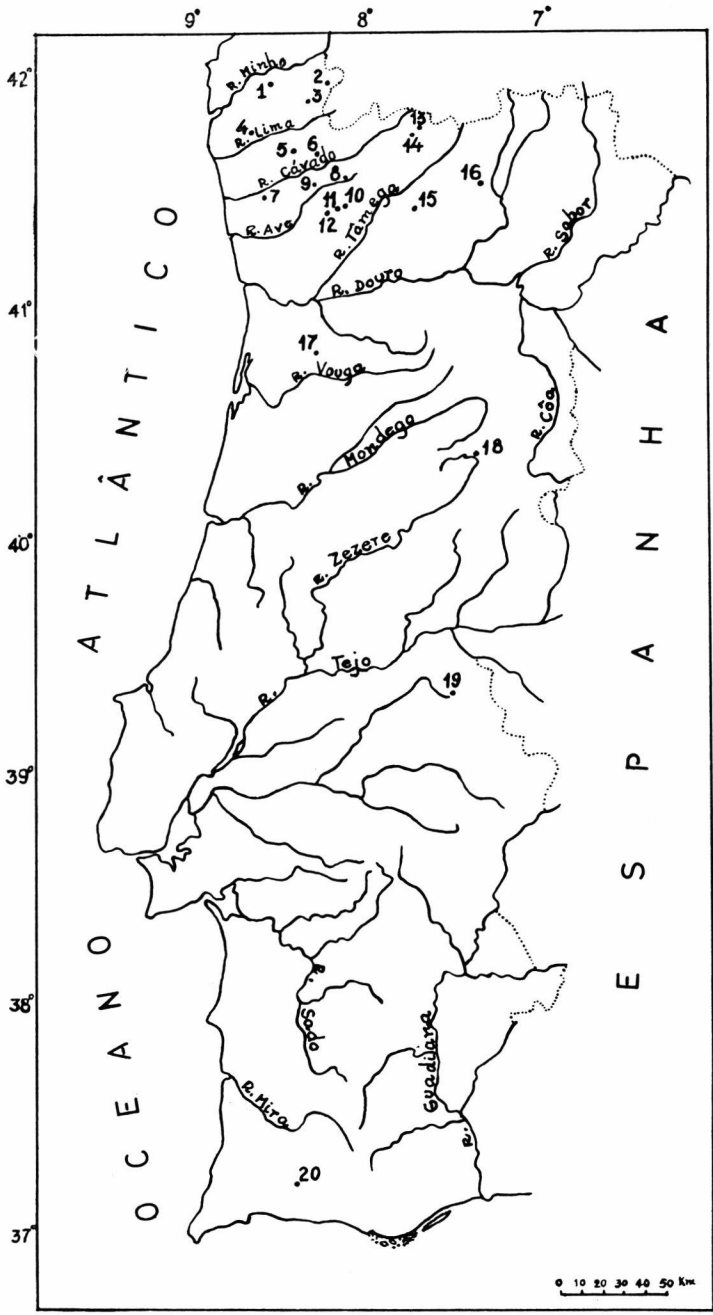 9° 8° 7°
42°
41°
40°
39°
38°
37°
R. Minho
1 2
3
4
R. Lima
5 6
R. Cávado
7 9 8
R. Ave
11 10
12
R. Tâmega
13
14
15
16
R. Sabor
R. Douro
17
R. Vouga
R. Mondego
18
R. Côa
R. Zezere
R. Tejo
19
R. Sado
R. Guadiana
R. Mira
20
OCEANO ATLÂNTICO
ESPANHA
0 10 20 30 40 50 Km